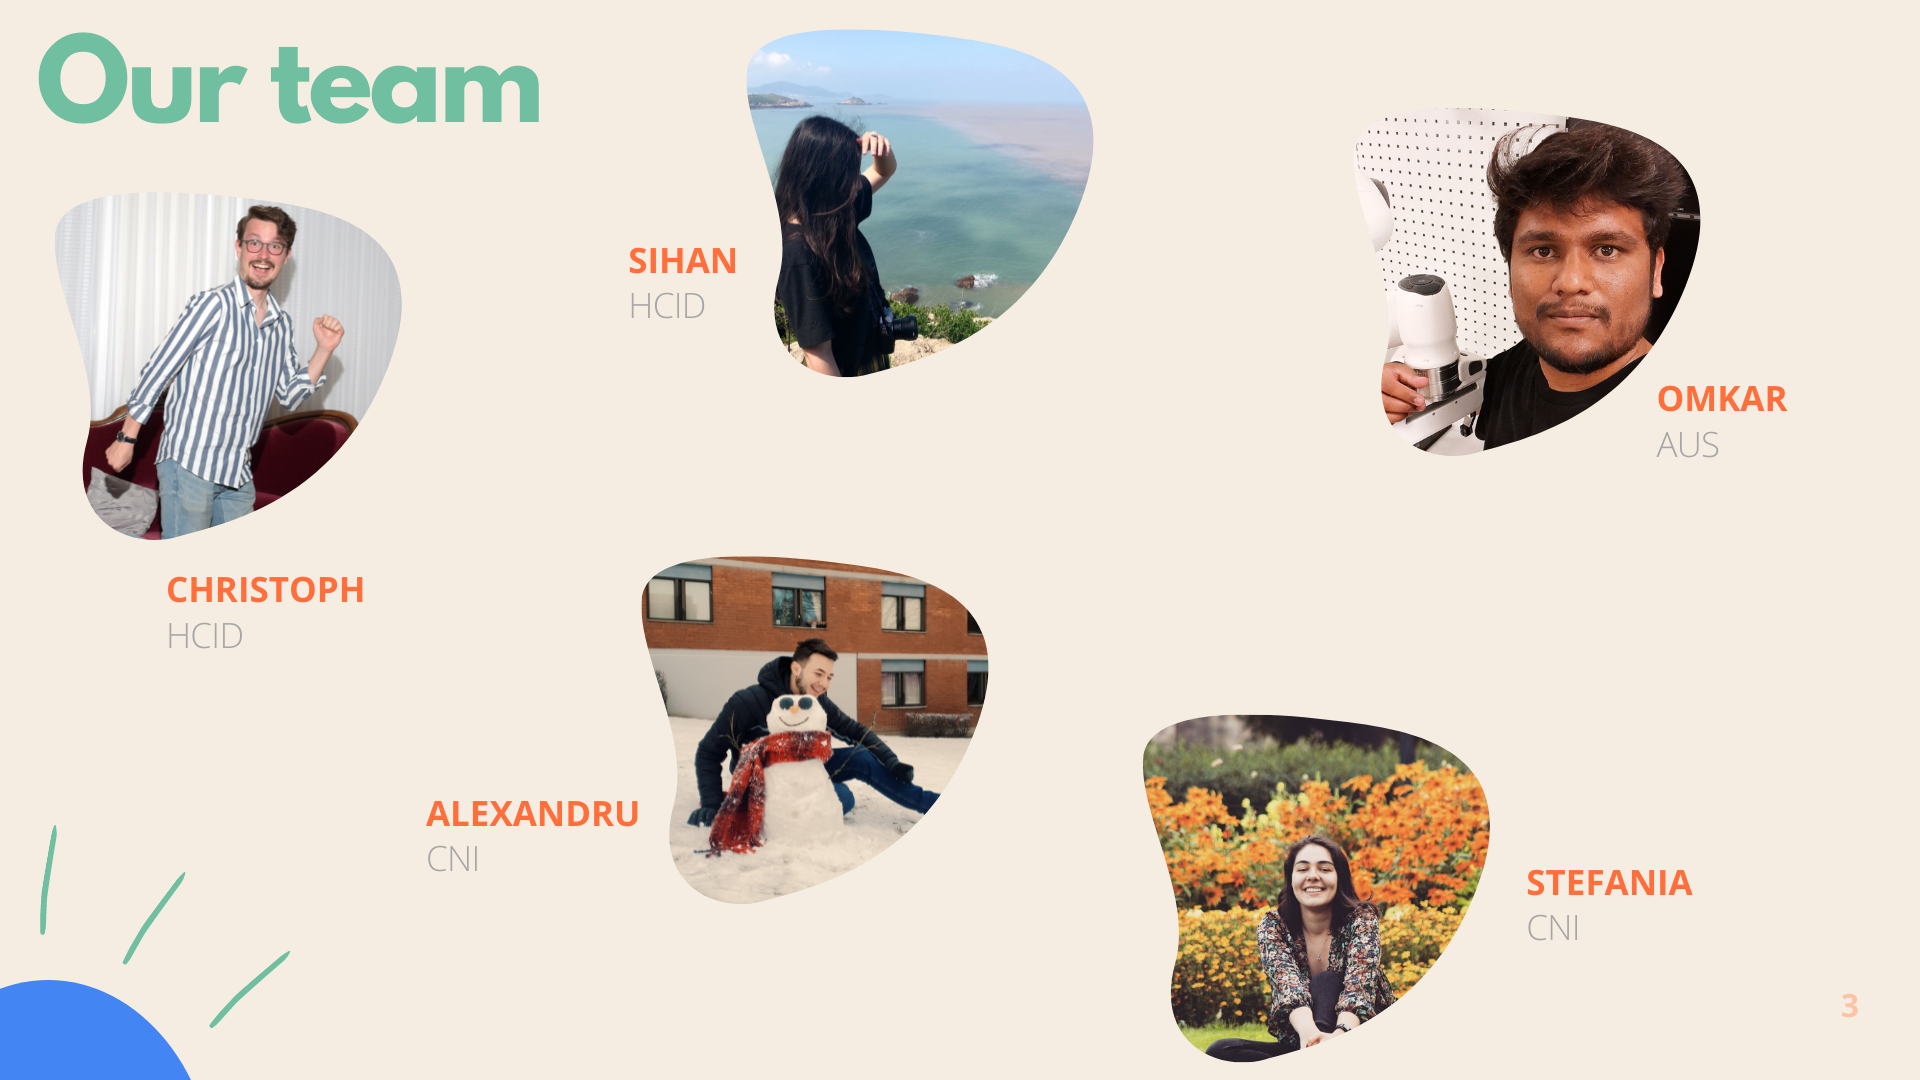 Our team
SIHAN
HCID
OMKAR
AUS
CHRISTOPH
HCID
ALEXANDRU
CNI
STEFANIA
CNI
3